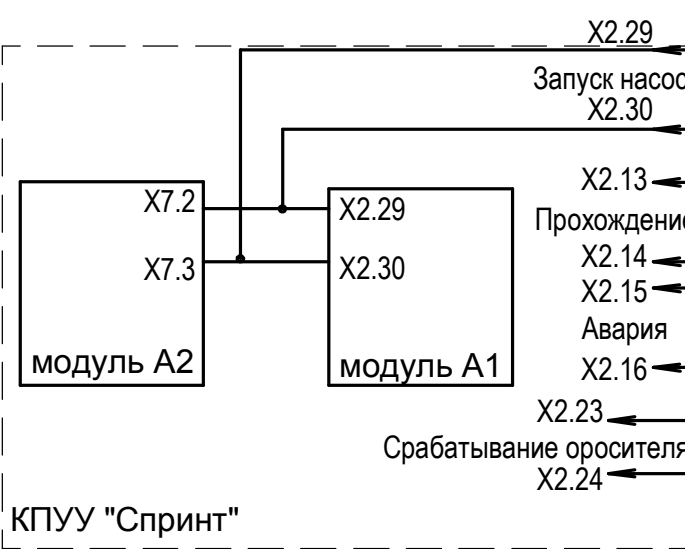 X2.29
Запуск насос
X2.30
X2.13
X7.2
X2.29
Прохождение
X2.14
X7.3
X2.30
X2.15
Авария
модуль А2
модуль А1
X2.16
X2.23
Срабатывание оросителя
X2.24
КПУУ "Спринт"